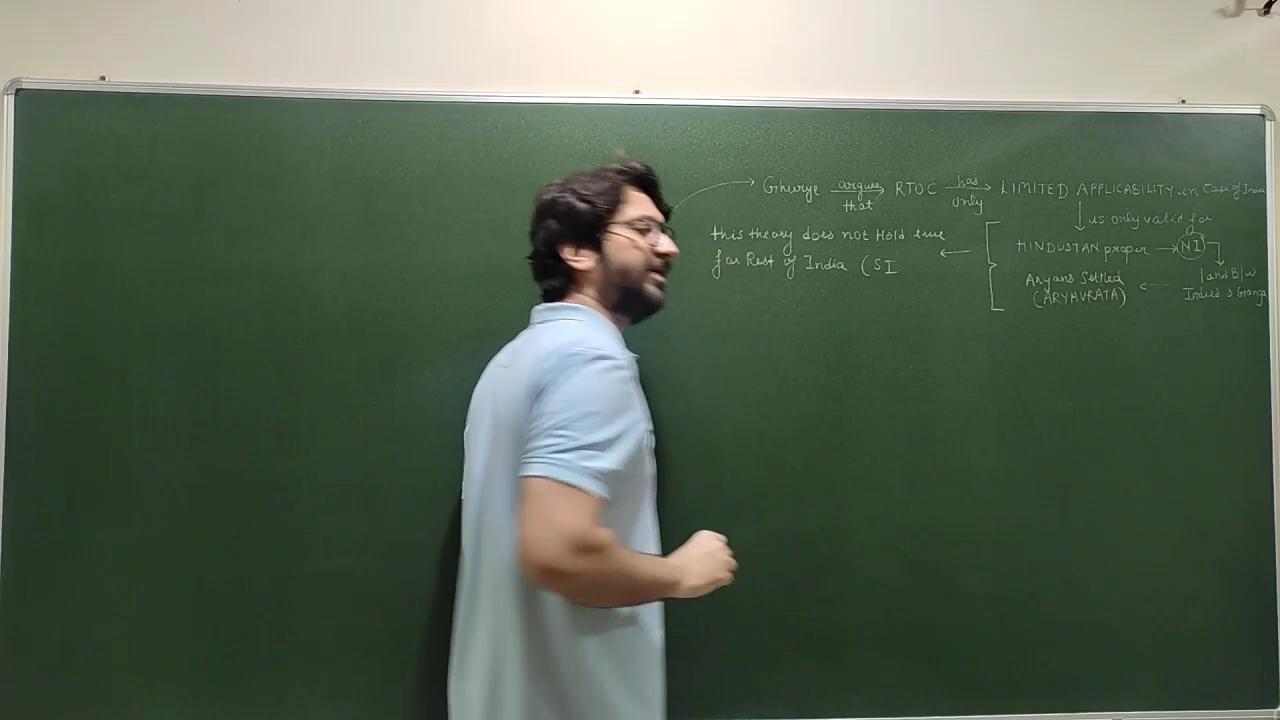 Ghurye argues that → RTOC has only → LIMITED APPLICABILITY in Case of India
↓ is only valid for
HINDUSTAN proper → NI
land B/w
Indus & Ganga
Aryans Settled
(ARYAVRATA)
this theory does not Hold true
for Rest of India (SI